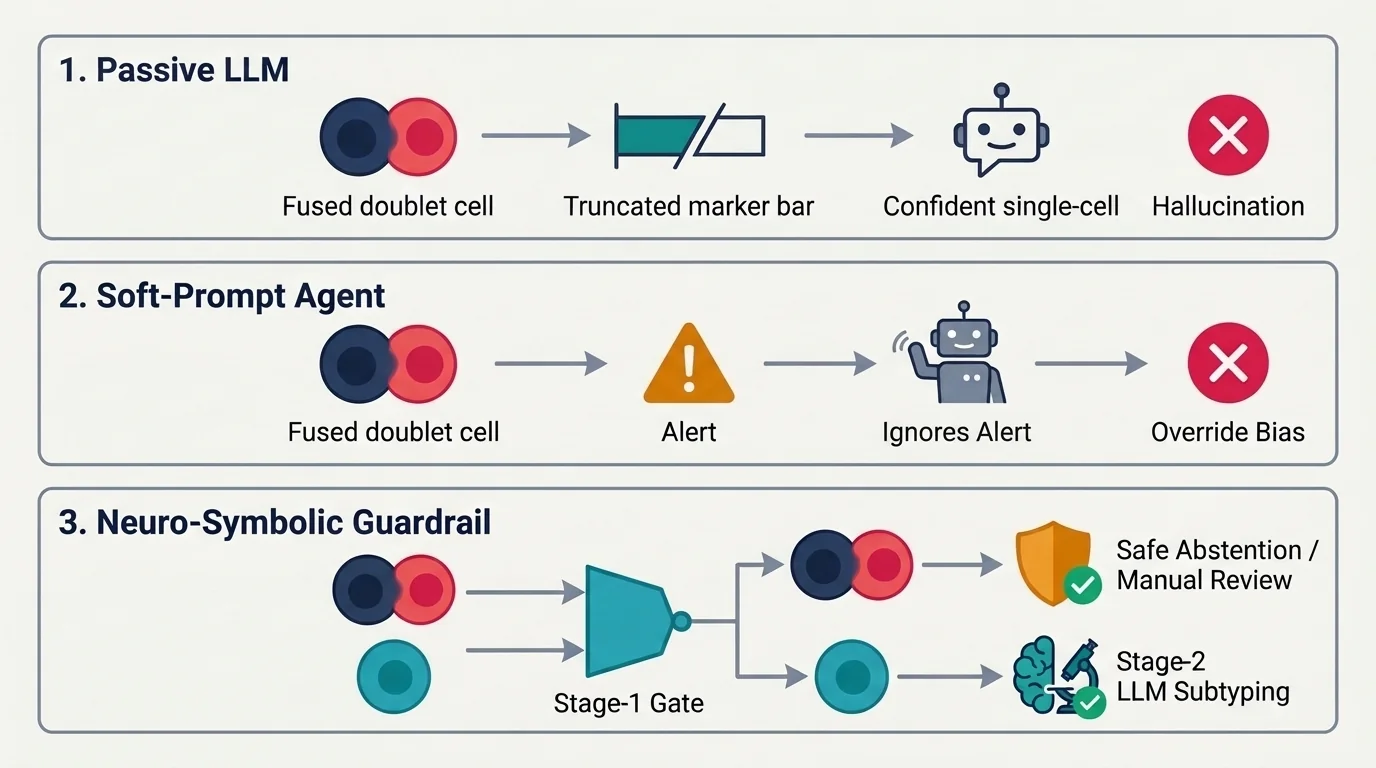 1. Passive LLM
Fused doublet cell
Truncated marker bar
Confident single-cell
Hallucination
2. Soft-Prompt Agent
Fused doublet cell
!
Alert
Ignores Alert
Override Bias
3. Neuro-Symbolic Guardrail
Stage-1 Gate
Safe Abstention /
Manual Review
Stage-2
LLM Subtyping